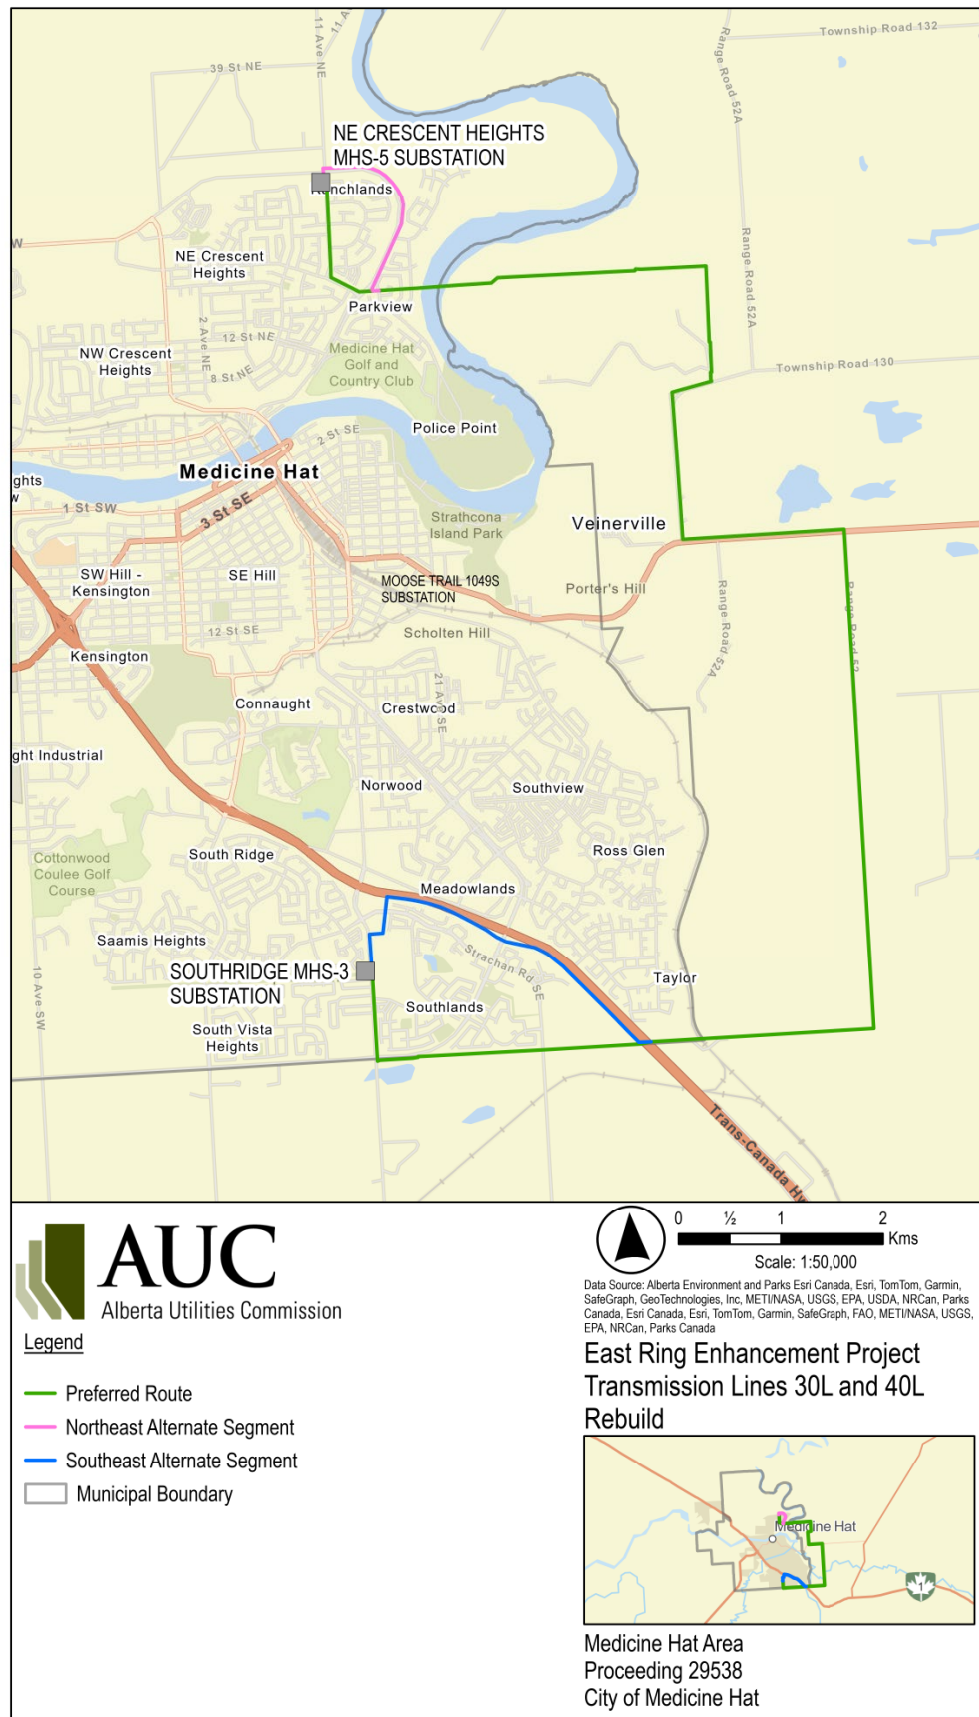 11 Ave NE
11 A
Range Road 52A
Township Road 132
39 St NE
NE CRESCENT HEIGHTS
MHS-5 SUBSTATION
nchlands
W
NE Crescent
Heights
Range Road 52A
Parkview
2 Ave NE
12 St NE
NW Crescent
Heights
8 St NE
Medicine Hat
Golf and
Country Club
Township Road 130
Police Point
2 St SE
Medicine Hat
ghts
w
1 St SW
3 St SE
Strathcona
Island Park
Veinerville
SW Hill -
Kensington
SE Hill
MOOSE TRAIL 1049S
SUBSTATION
Porter's Hill
Range Road 52A
Range Road 52
12 St SE
Scholten Hill
Kensington
21 Ave SE
Connaught
Crestwood
ght Industrial
Norwood
Southview
Cottonwood
Coulee Golf
Course
South Ridge
Ross Glen
Meadowlands
Saamis Heights
Strachan Rd SE
SOUTHRIDGE MHS-3
SUBSTATION
Taylor
10 Ave SW
Southlands
South Vista
Heights
Trans-Canada Hw
AUC
Alberta Utilities Commission
Legend
Preferred Route
Northeast Alternate Segment
Southeast Alternate Segment
Municipal Boundary
0 ½ 1 2
Kms
Scale: 1:50,000
Data Source: Alberta Environment and Parks Esri Canada, Esri, TomTom, Garmin,
SafeGraph, GeoTechnologies, Inc, METI/NASA, USGS, EPA, USDA, NRCan, Parks
Canada, Esri Canada, Esri, TomTom, Garmin, SafeGraph, FAO, METI/NASA, USGS,
EPA, NRCan, Parks Canada
East Ring Enhancement Project
Transmission Lines 30L and 40L
Rebuild
Medicine Hat
1
Medicine Hat Area
Proceeding 29538
City of Medicine Hat